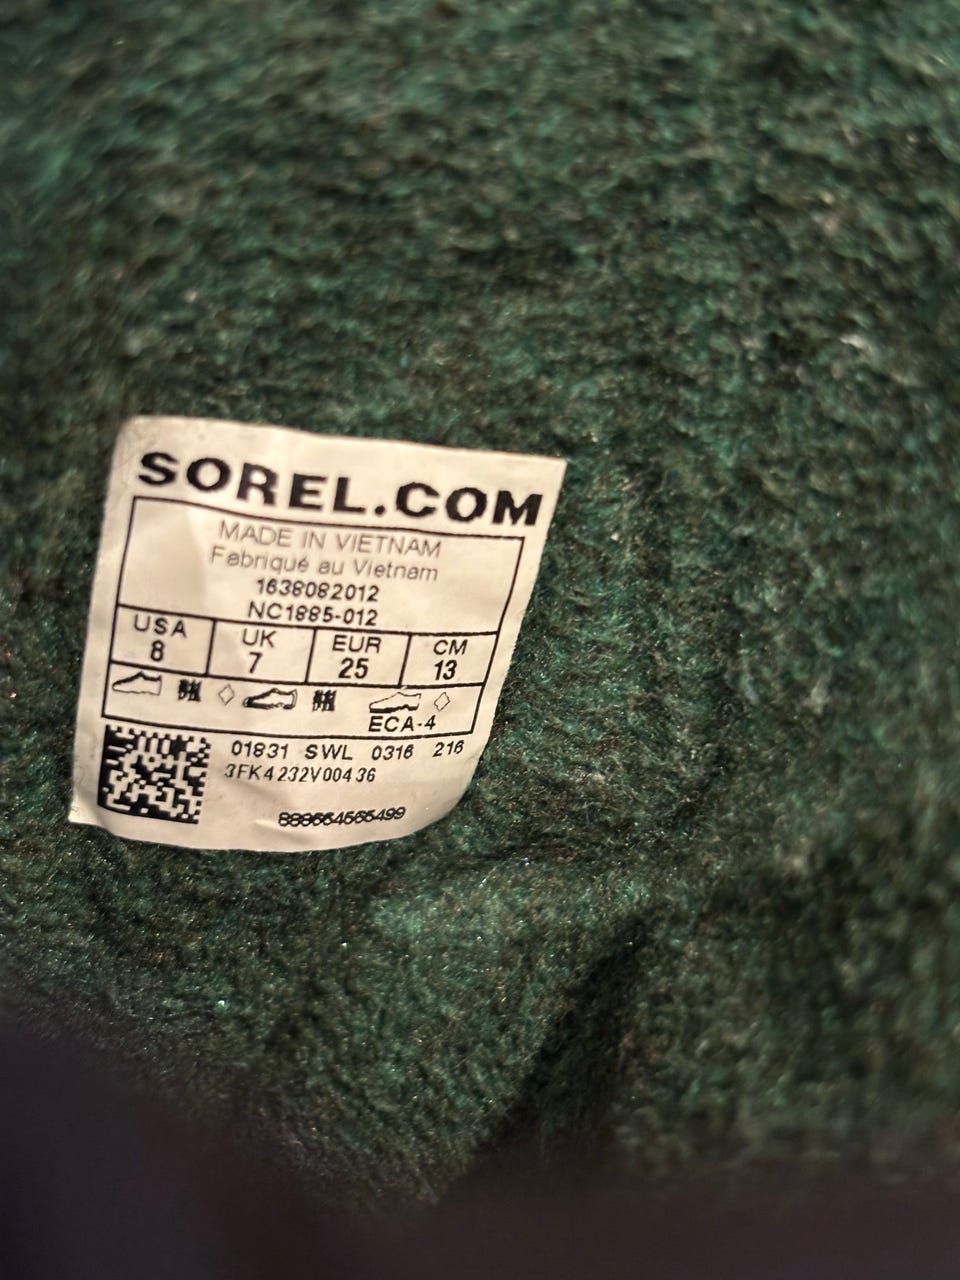 SOREL.COM
MADE IN VIETNAM
Fabriqué au Vietnam
1638082012
NC1885-012
USA UK EUR CM
8 7 25 13
ECA-4
01831 SWL 0316 216
3FK4232V00436